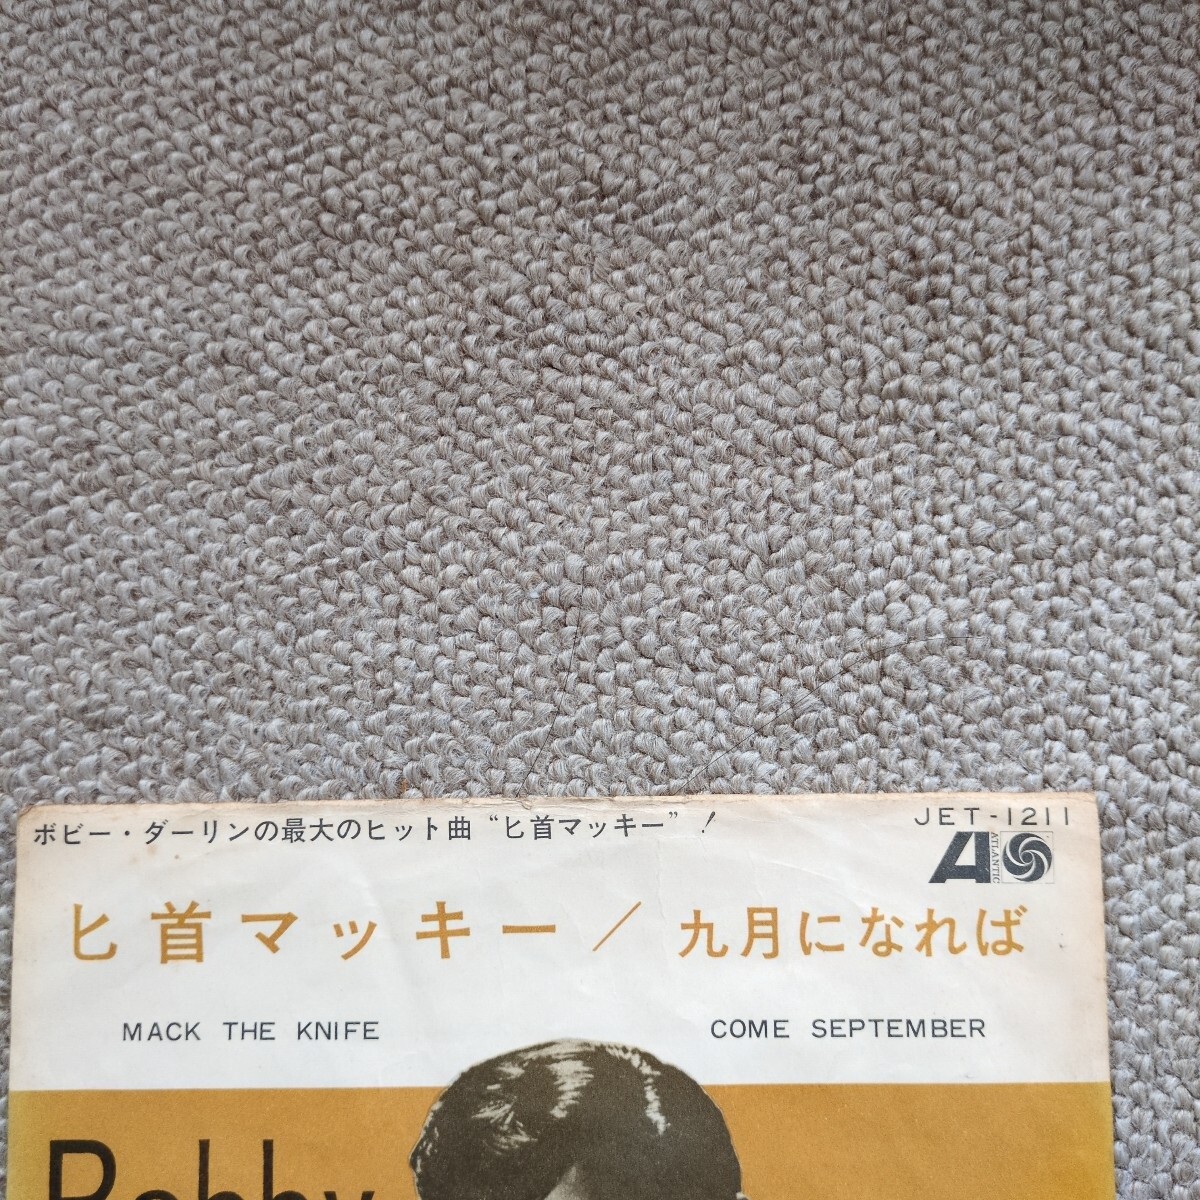 ボビー・ダーリンの最大のヒット曲 “匕首マッキー” !
JET-1211
A ATLANTIC
匕首マッキー／九月になれば
MACK THE KNIFE
COME SEPTEMBER
Bobby